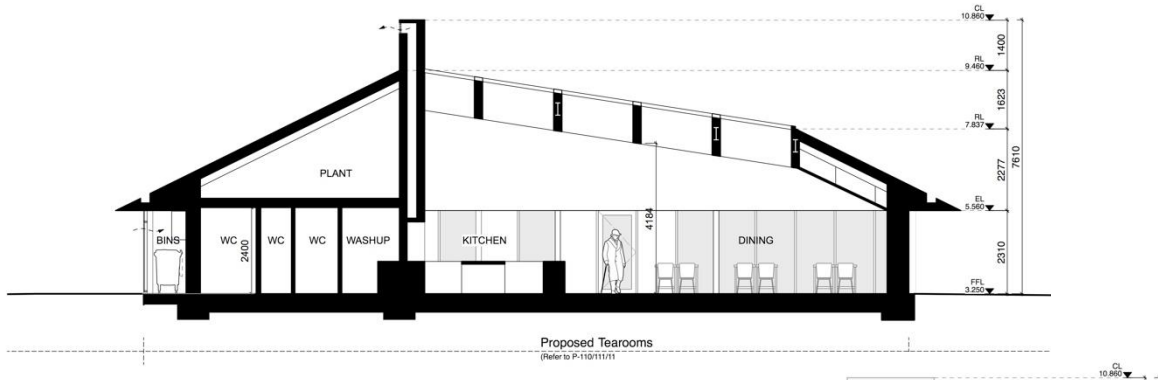 CL
10.860
1400
RL
9.460
1623
RL
7.837
7610
2277
PLANT
EL
5.560
4184
BINS
WC
2400
WC
WC
WASHUP
KITCHEN
DINING
2310
FFL
3.250
Proposed Tearooms
(Refer to P-110/111/11
CL
10.860